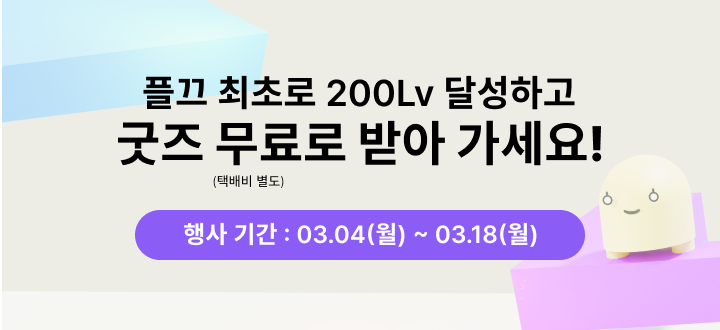 플끄 최초로 200Lv 달성하고
굿즈 무료로 받아 가세요!
(택배비 별도)
행사 기간 : 03.04(월) ~ 03.18(월)